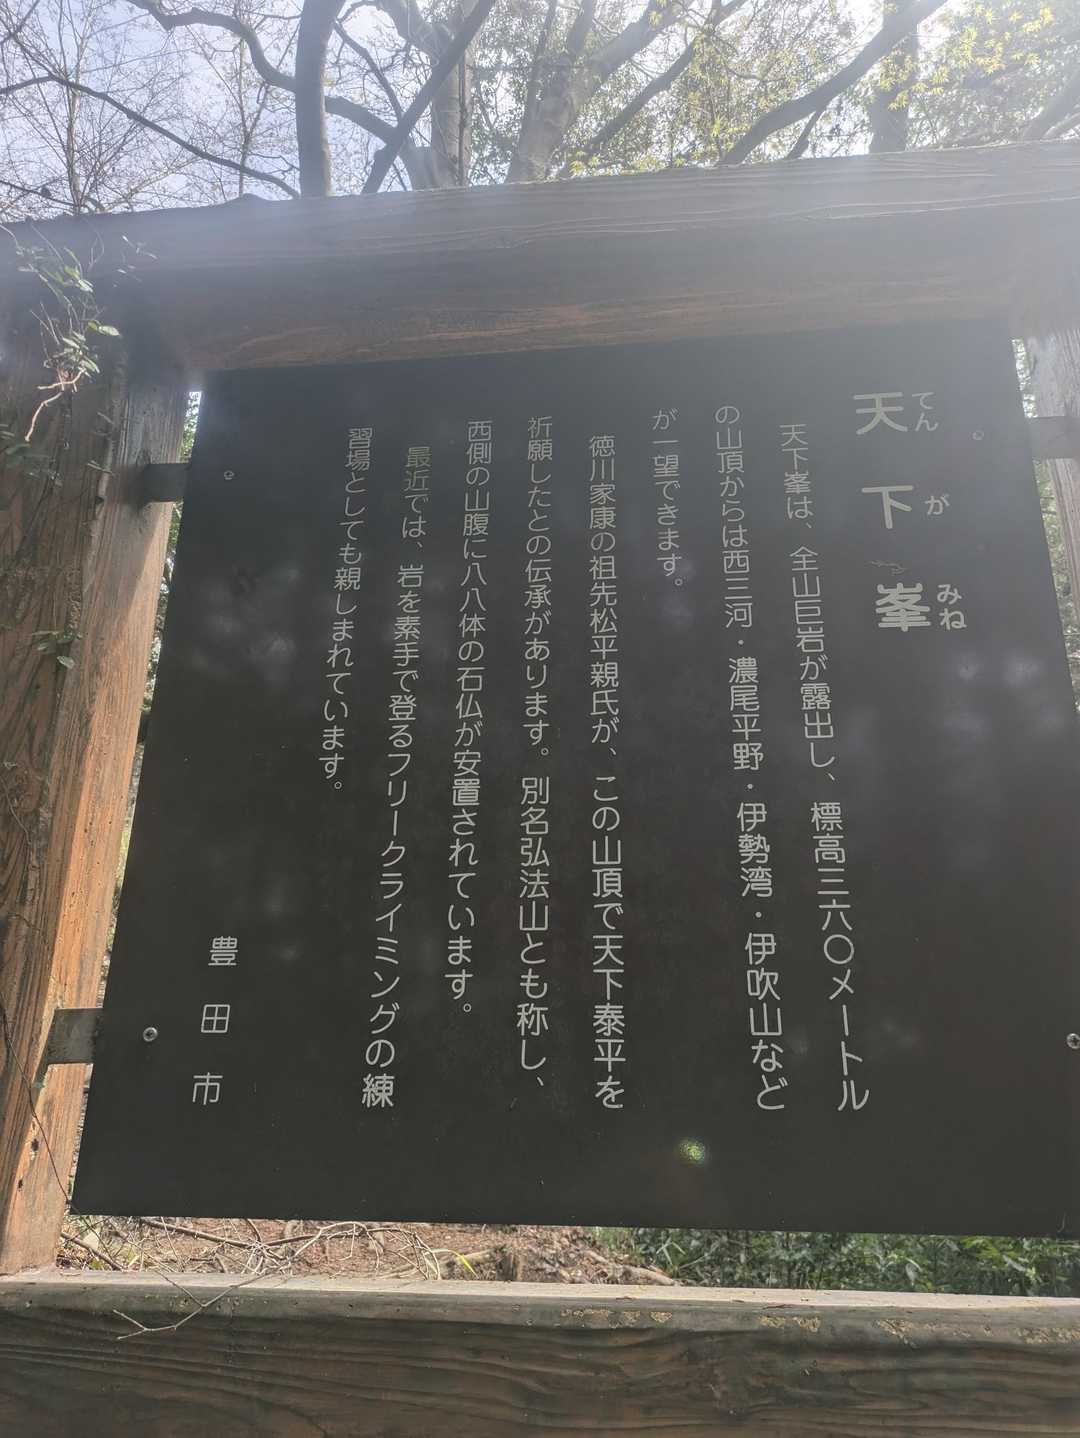 天下峯
てんがみね
天下峯は、全山巨岩が露出し、標高三六〇メートル
の山頂からは西三河・濃尾平野・伊勢湾・伊吹山など
が一望できます。
徳川家康の祖先松平親氏が、この山頂で天下泰平を
祈願したとの伝承があります。別名弘法山とも称し、
西側の山腹に八八体の石仏が安置されています。
最近では、岩を素手で登るフリークライミングの練
習場としても親しまれています。
豊田市